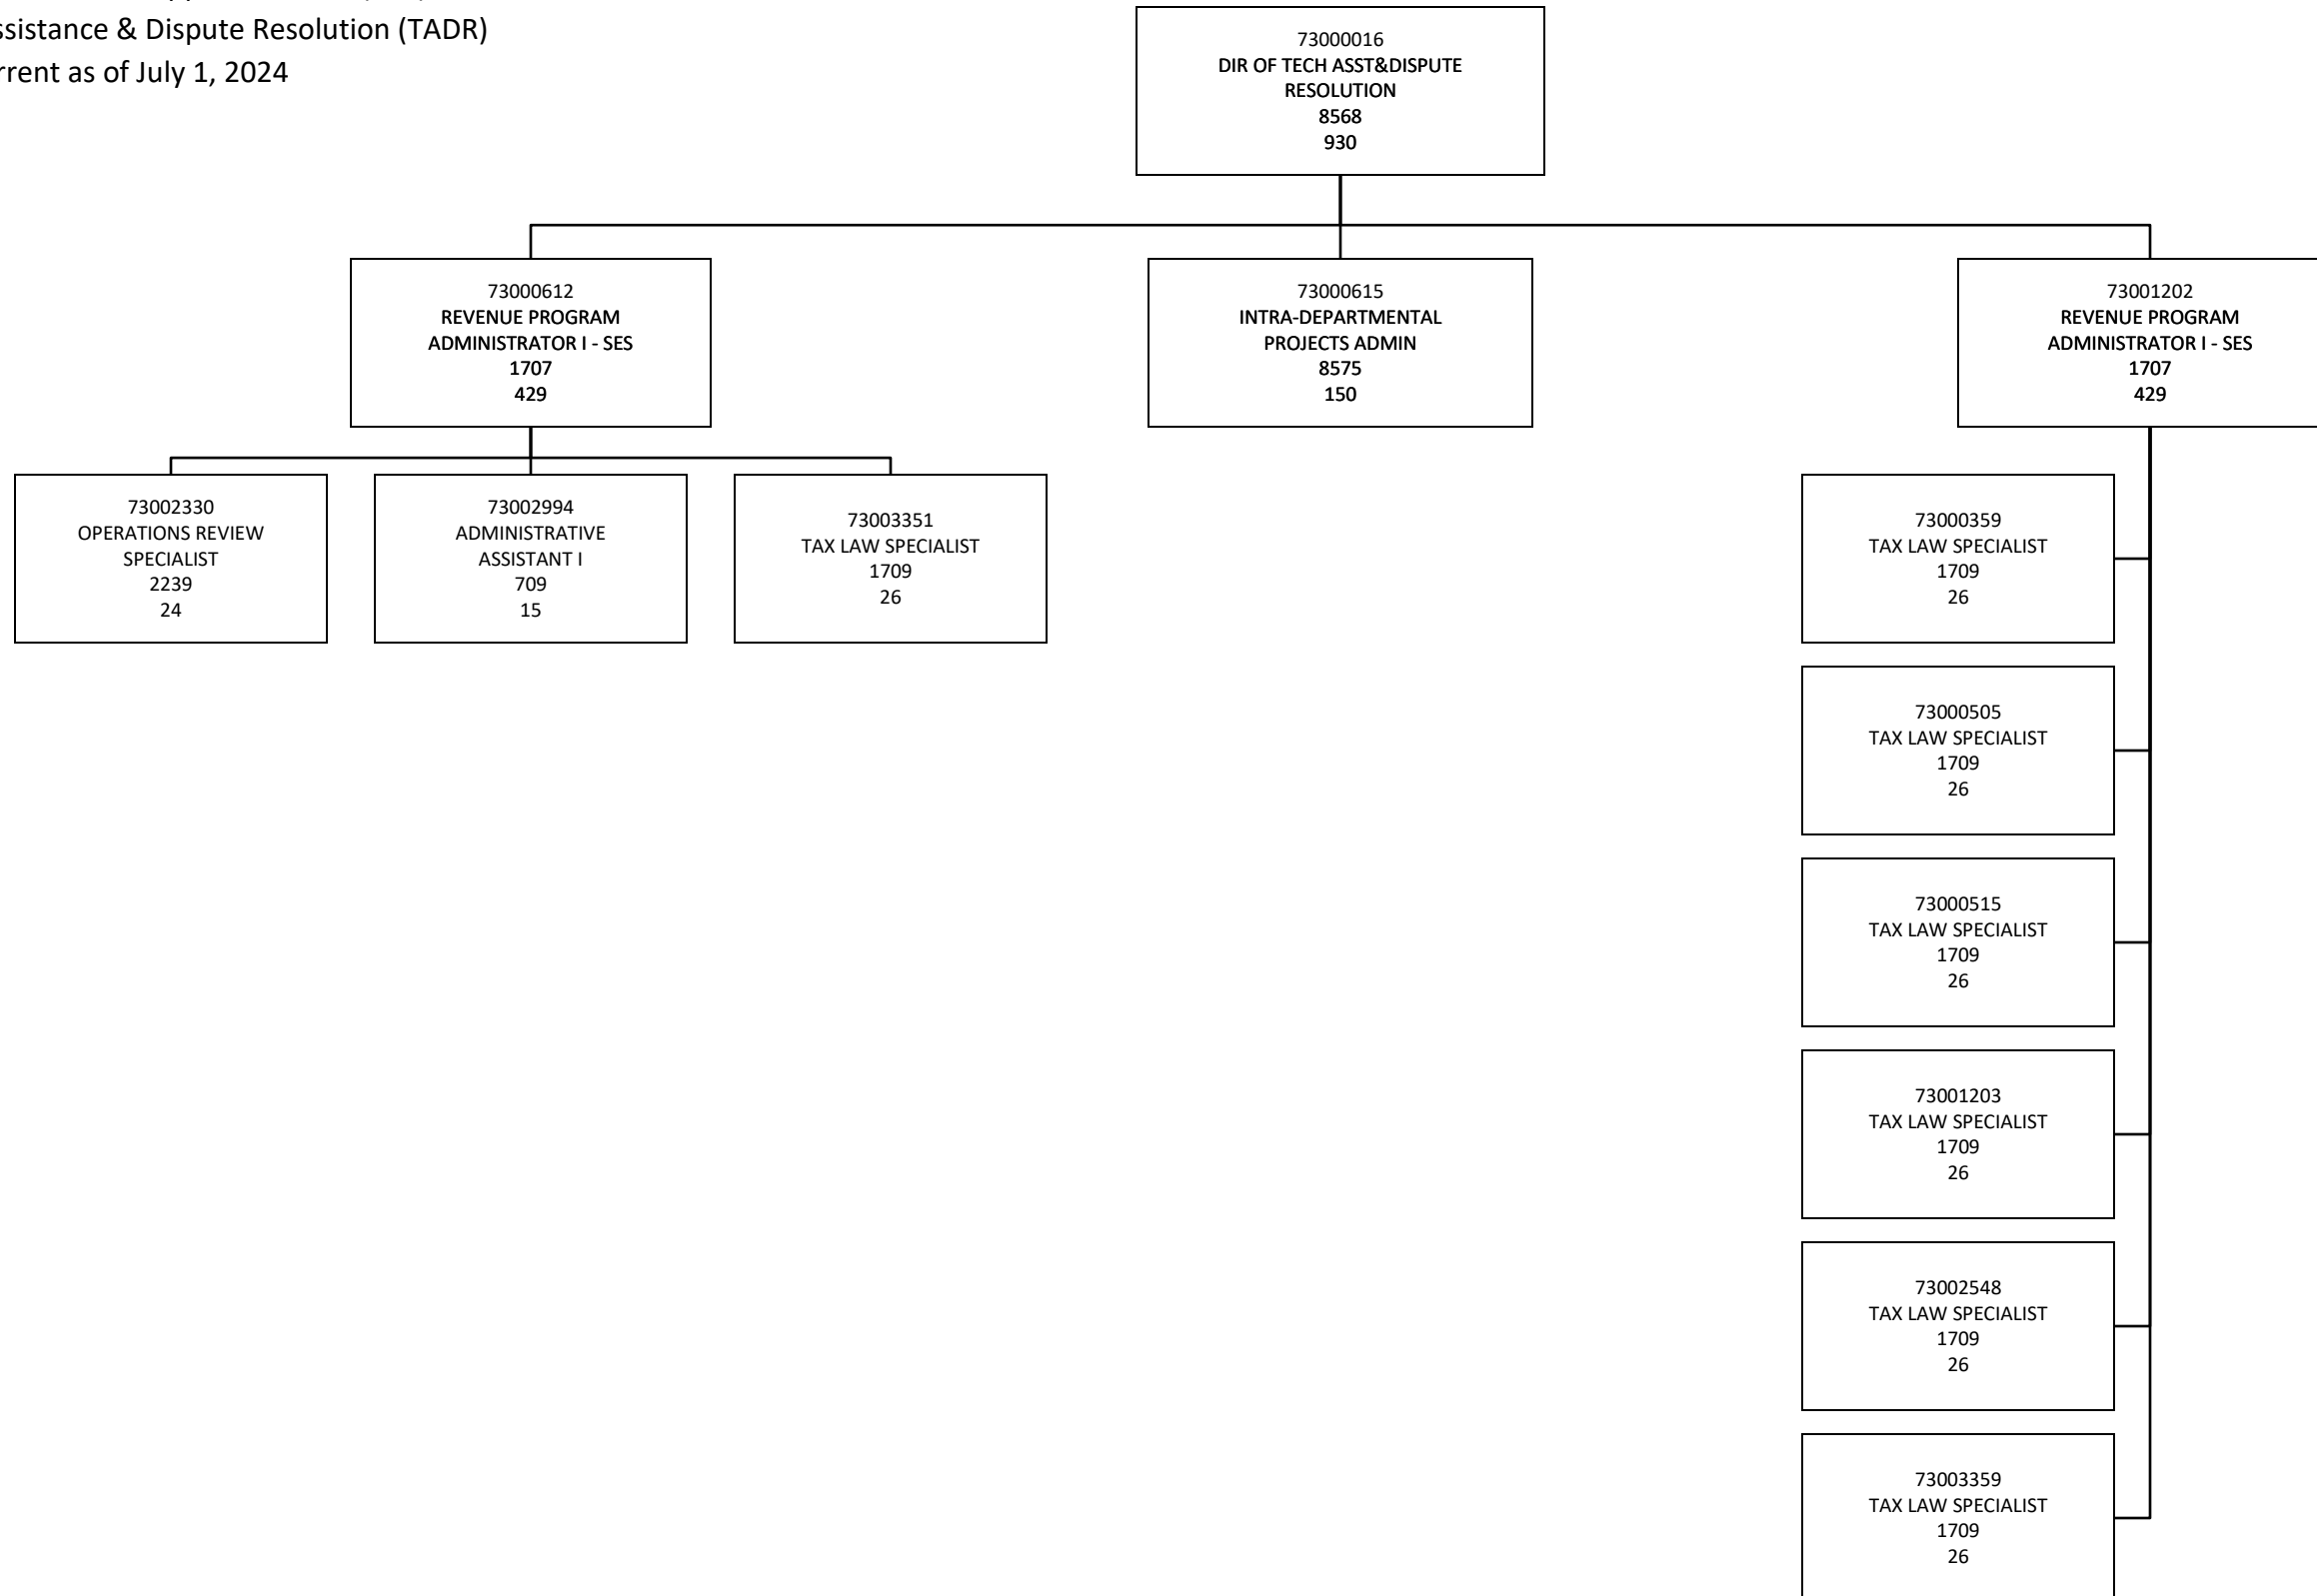 ssistance & Dispute Resolution (TADR)
rrent as of July 1, 2024
73000016
DIR OF TECH ASST&DISPUTE
RESOLUTION
8568
930
73000612
REVENUE PROGRAM
ADMINISTRATOR I - SES
1707
429
73000615
INTRA-DEPARTMENTAL
PROJECTS ADMIN
8575
150
73001202
REVENUE PROGRAM
ADMINISTRATOR I - SES
1707
429
73002330
OPERATIONS REVIEW
SPECIALIST
2239
24
73002994
ADMINISTRATIVE
ASSISTANT I
709
15
73003351
TAX LAW SPECIALIST
1709
26
73000359
TAX LAW SPECIALIST
1709
26
73000505
TAX LAW SPECIALIST
1709
26
73000515
TAX LAW SPECIALIST
1709
26
73001203
TAX LAW SPECIALIST
1709
26
73002548
TAX LAW SPECIALIST
1709
26
73003359
TAX LAW SPECIALIST
1709
26